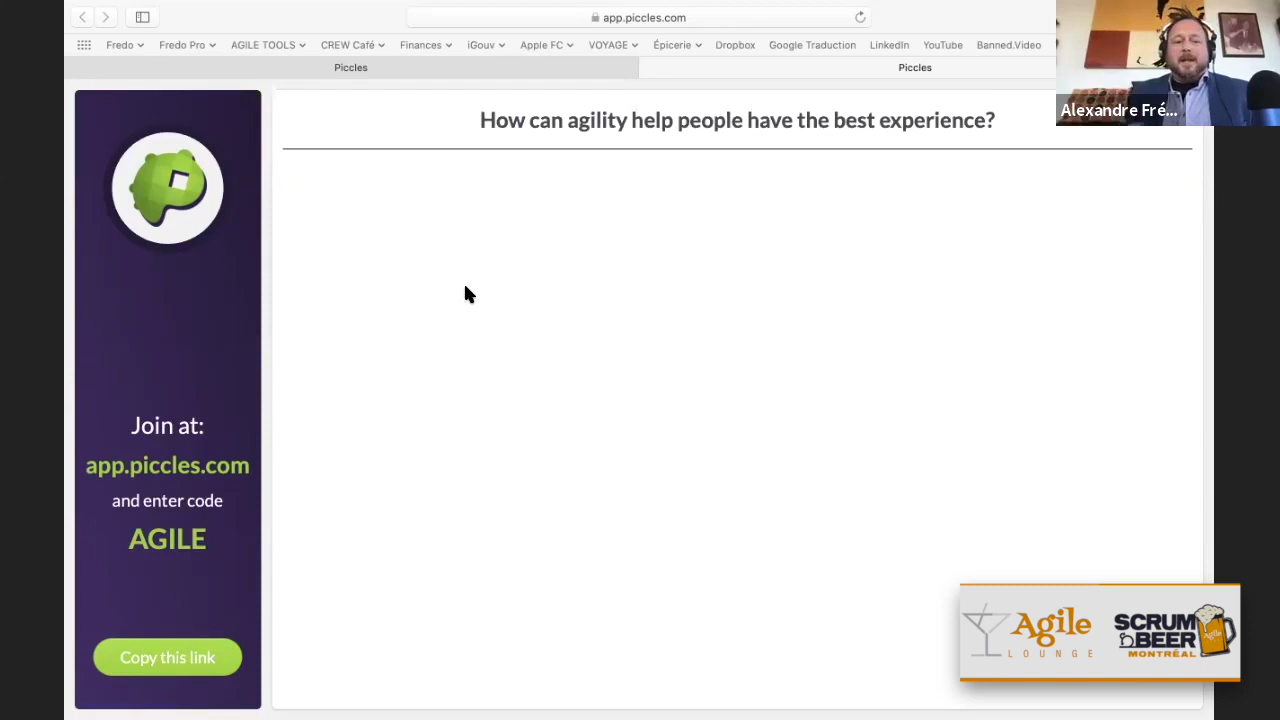 app.piccles.com
Fredo Fredo Pro AGILE TOOLS CREW Café Finances iGouv Apple FC VOYAGE Épicerie Dropbox Google Traduction LinkedIn YouTube Banned.Video
Piccles Piccles
Alexandre Fré...
How can agility help people have the best experience?
Join at:
app.piccles.com
and enter code
AGILE
Copy this link
Agile
LOUNGE
SCRUM
BEER
MONTRÉAL
Agile